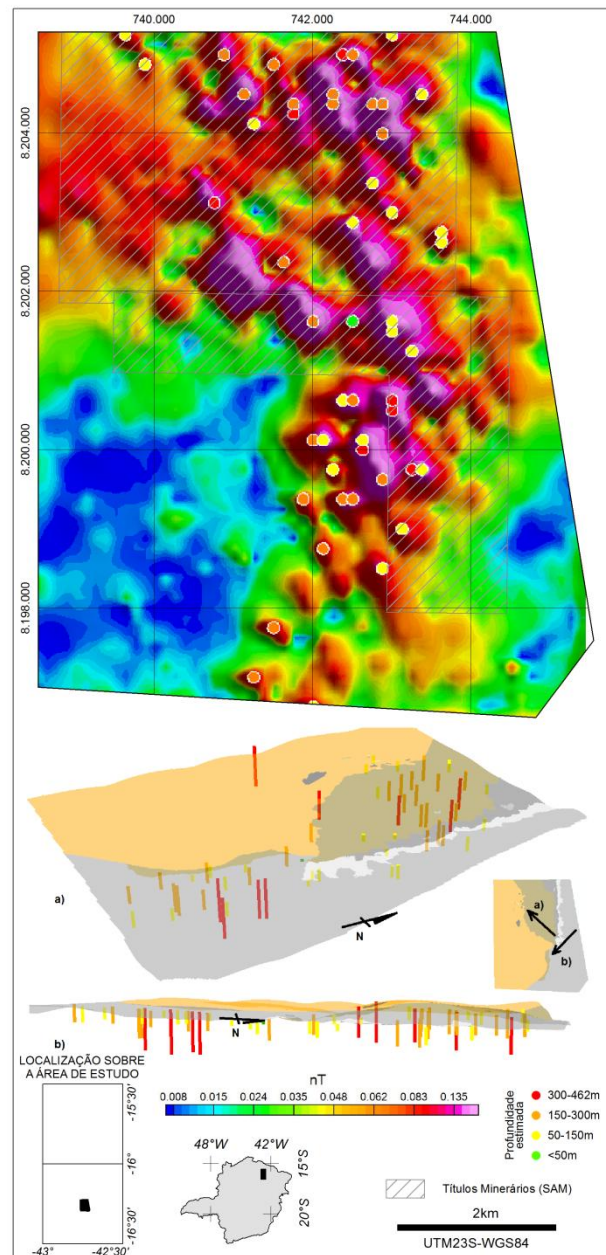 740.000
742.000
744.000
8.204.000
8.202.000
8.200.000
8.198.000
a)
N
a)
b)
b)
N
LOCALIZAÇÃO SOBRE
A ÁREA DE ESTUDO
nT
0.008 0.015 0.025 0.034 0.048 0.062 0.083 0.135
-15°30'
-16°
-16°30'
-43°
-42°30'
48°W
42°W
15°S
20°S
Profundidade
estimada
300-462m
150-300m
50-150m
<50m
Títulos Minerários (SAM)
2km
UTM23S-WGS84